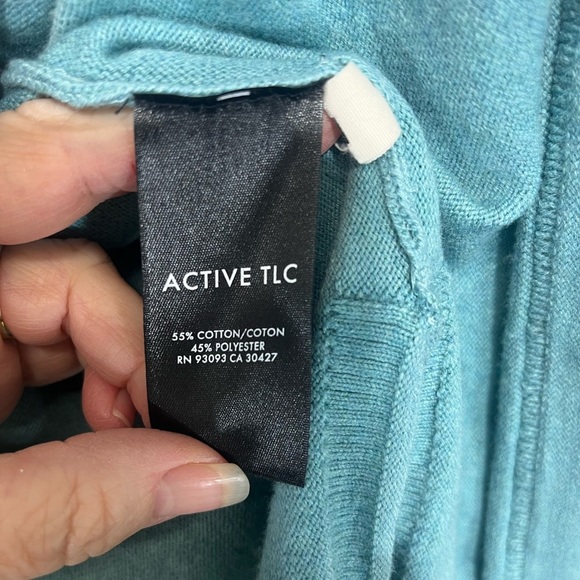 ACTIVE TLC
55% COTTON/COTON
45% POLYESTER
RN 93093 CA 30427